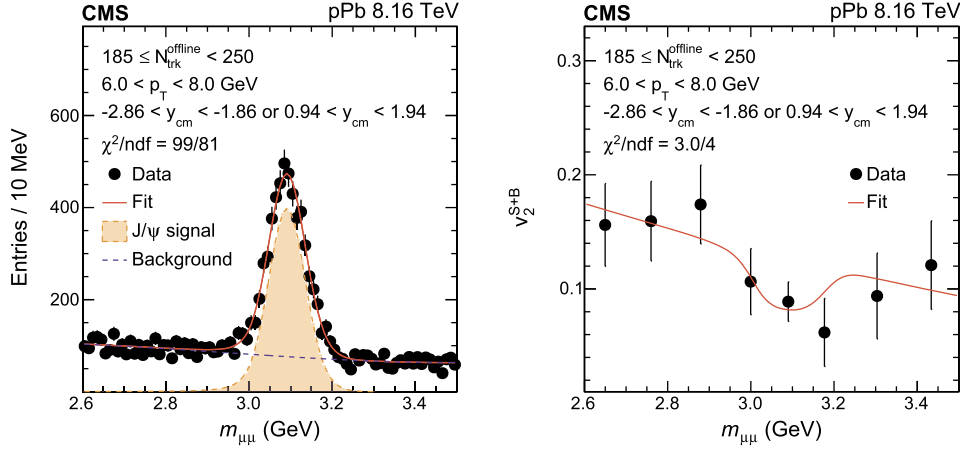 CMS pPb 8.16 TeV
185 ≤ N_trk^offline < 250
6.0 < p_T < 8.0 GeV
-2.86 < y_cm < -1.86 or 0.94 < y_cm < 1.94
χ²/ndf = 99/81
Data
Fit
J/ψ signal
Background
Entries / 10 MeV
600
400
200
2.6 2.8 3.0 3.2 3.4
m_μμ (GeV)
CMS pPb 8.16 TeV
185 ≤ N_trk^offline < 250
6.0 < p_T < 8.0 GeV
-2.86 < y_cm < -1.86 or 0.94 < y_cm < 1.94
χ²/ndf = 3.0/4
Data
Fit
v_2^S+B
0.3
0.2
0.1
2.6 2.8 3.0 3.2 3.4
m_μμ (GeV)